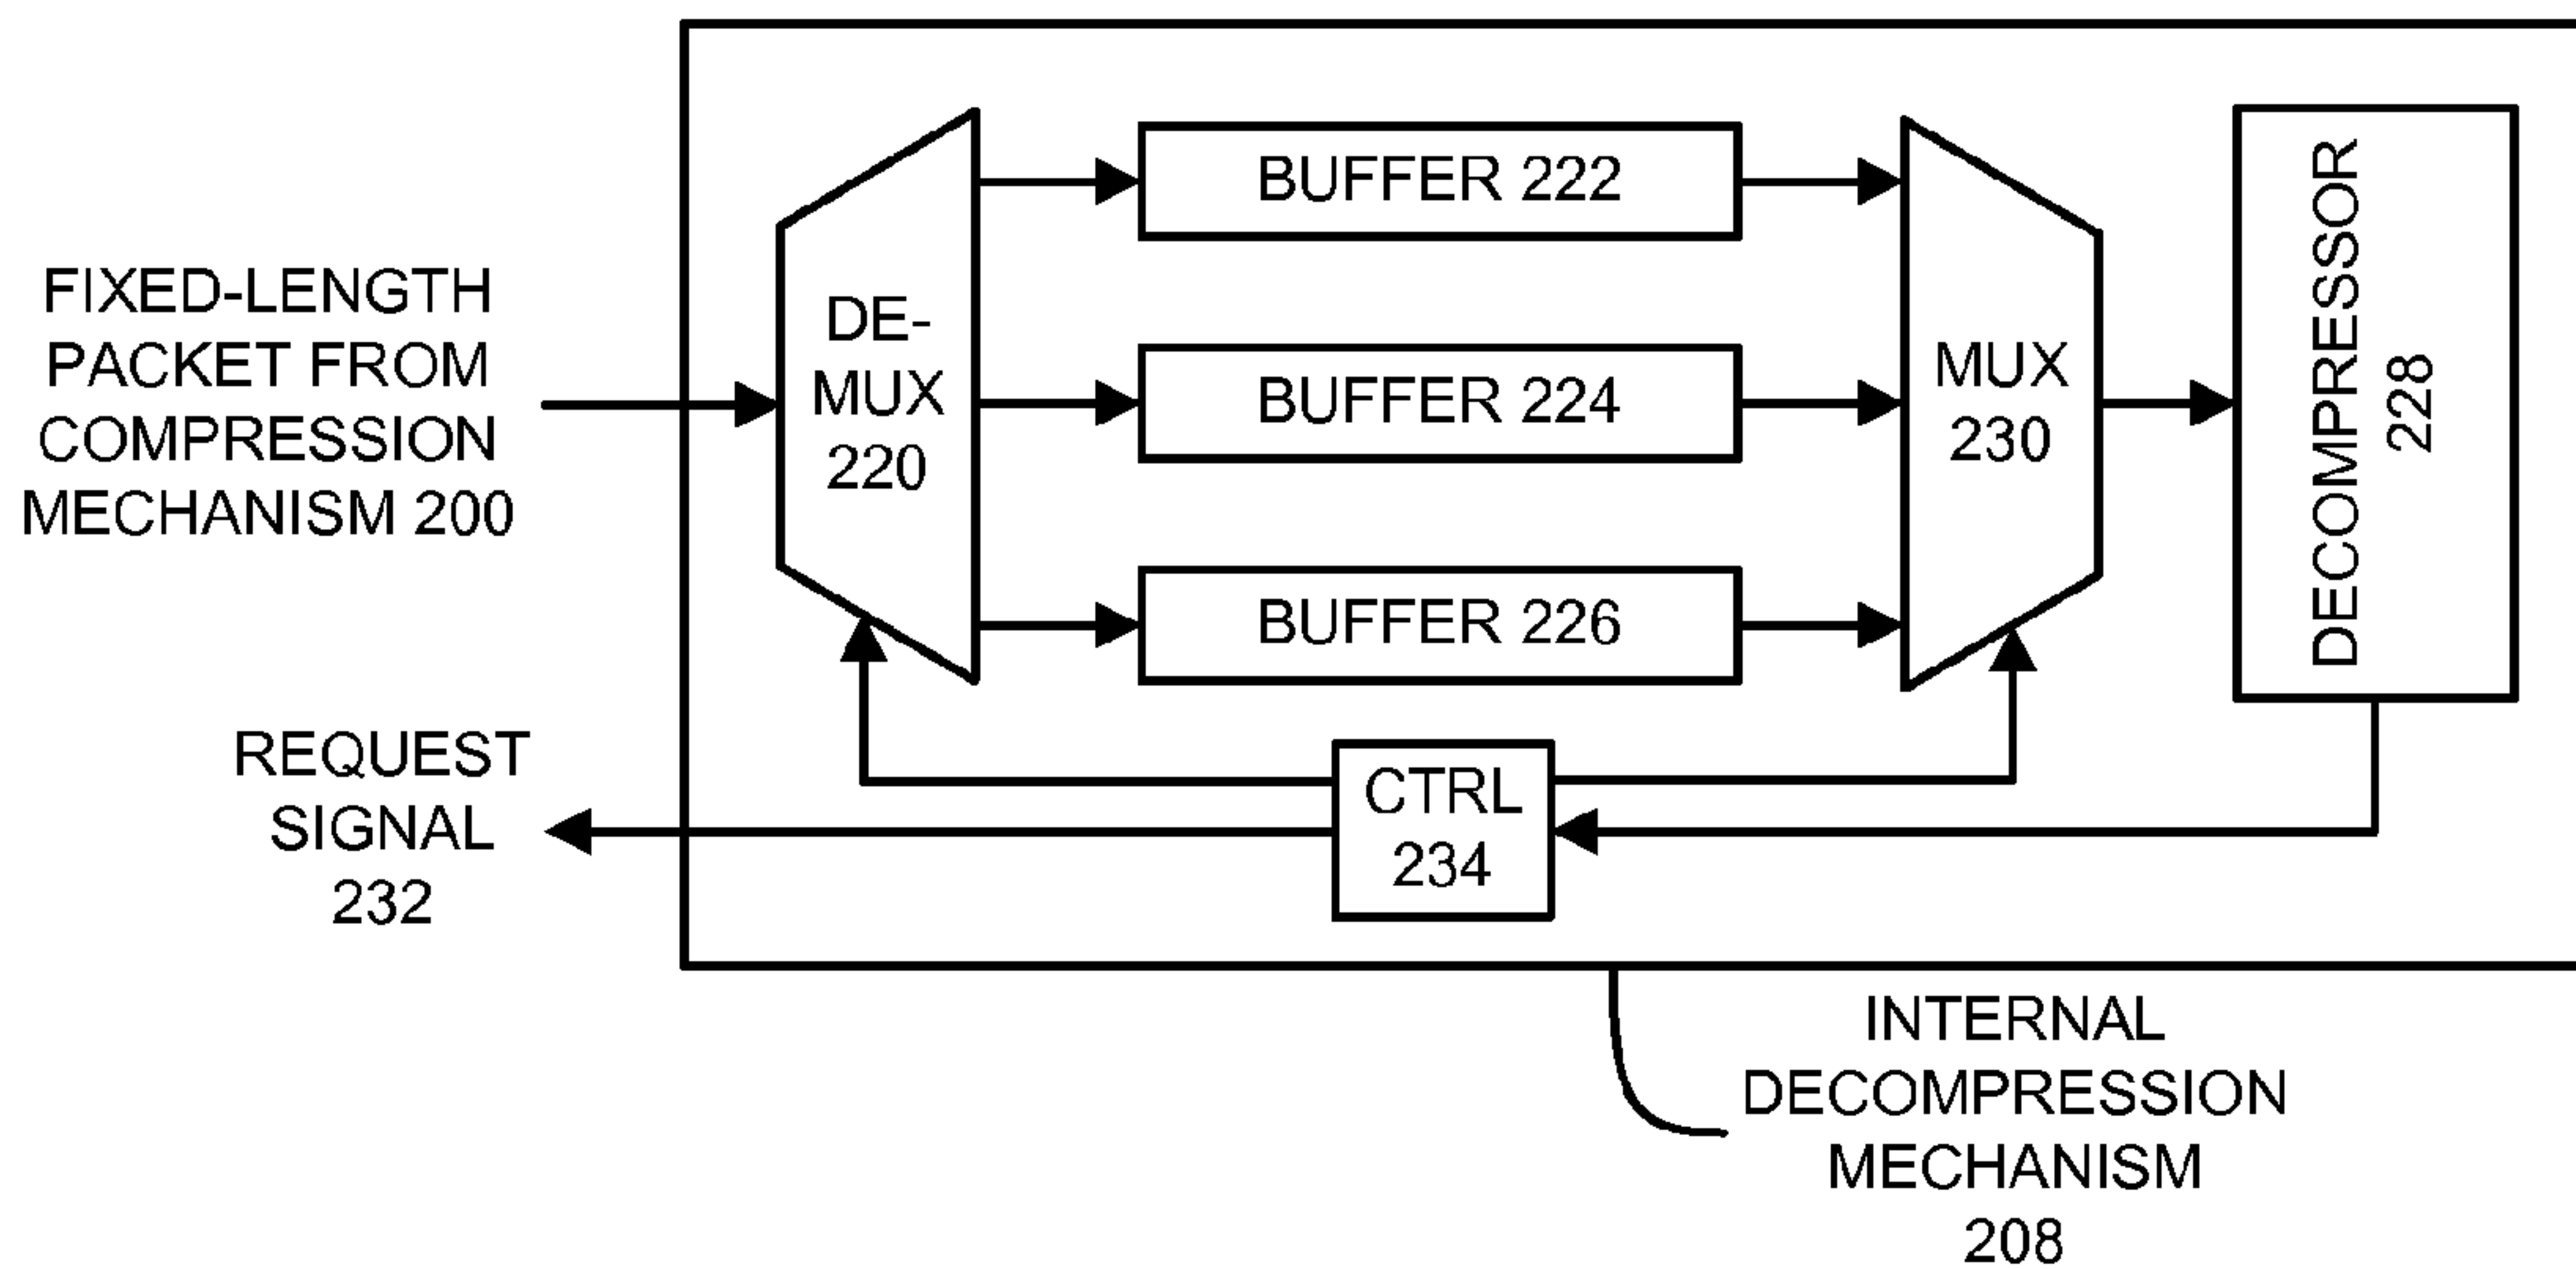 FIXED-LENGTH
PACKET FROM
COMPRESSION
MECHANISM 200
DE-
MUX
220
BUFFER 222
BUFFER 224
BUFFER 226
MUX
230
DECOMPRESSOR
228
REQUEST
SIGNAL
232
CTRL
234
INTERNAL
DECOMPRESSION
MECHANISM
208